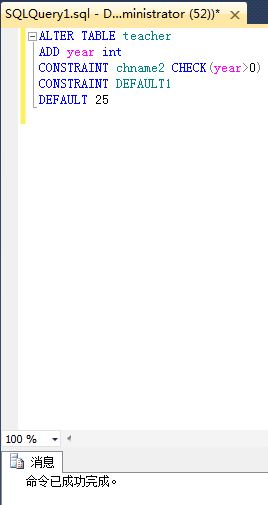 SQLQuery1.sql - D...ministrator (52))*
ALTER TABLE teacher
ADD year int
CONSTRAINT chname2 CHECK(year>0)
CONSTRAINT DEFAULT1
DEFAULT 25
100 %
消息
命令已成功完成。